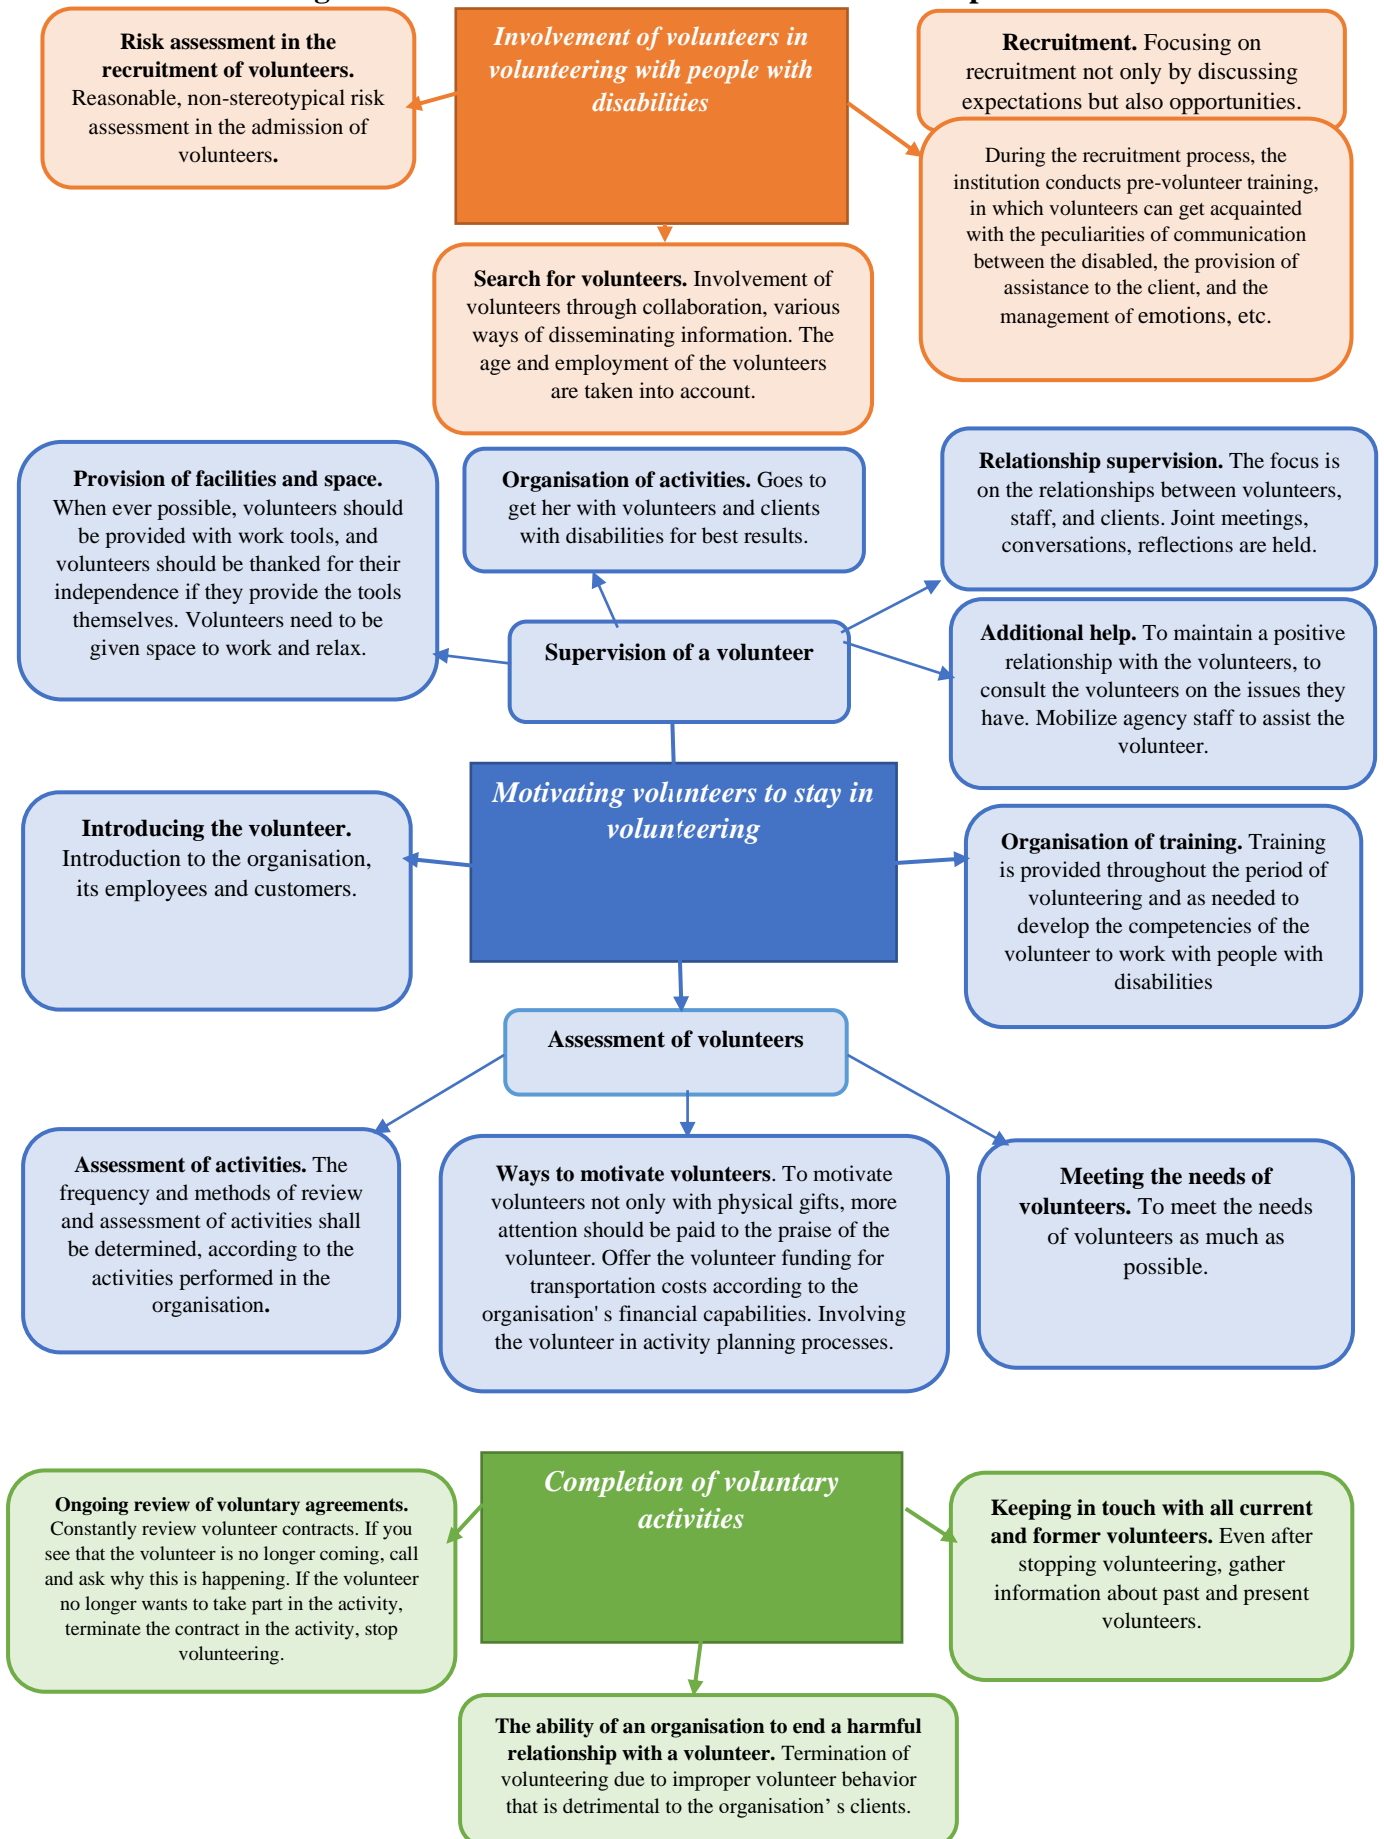 Risk assessment in the
recruitment of volunteers.
Reasonable, non-stereotypical risk
assessment in the admission of
volunteers.
Involvement of volunteers in
volunteering with people with
disabilities
Recruitment. Focusing on
recruitment not only by discussing
expectations but also opportunities.
During the recruitment process, the
institution conducts pre-volunteer training,
in which volunteers can get acquainted
with the peculiarities of communication
between the disabled, the provision of
assistance to the client, and the
management of emotions, etc.
Search for volunteers. Involvement of
volunteers through collaboration, various
ways of disseminating information. The
age and employment of the volunteers
are taken into account.
Provision of facilities and space.
When ever possible, volunteers should
be provided with work tools, and
volunteers should be thanked for their
independence if they provide the tools
themselves. Volunteers need to be
given space to work and relax.
Organisation of activities. Goes to
get her with volunteers and clients
with disabilities for best results.
Relationship supervision. The focus is
on the relationships between volunteers,
staff, and clients. Joint meetings,
conversations, reflections are held.
Supervision of a volunteer
Additional help. To maintain a positive
relationship with the volunteers, to
consult the volunteers on the issues they
have. Mobilize agency staff to assist the
volunteer.
Motivating volunteers to stay in
volunteering
Introducing the volunteer.
Introduction to the organisation,
its employees and customers.
Organisation of training. Training
is provided throughout the period of
volunteering and as needed to
develop the competencies of the
volunteer to work with people with
disabilities
Assessment of volunteers
Assessment of activities. The
frequency and methods of review
and assessment of activities shall
be determined, according to the
activities performed in the
organisation.
Ways to motivate volunteers. To motivate
volunteers not only with physical gifts, more
attention should be paid to the praise of the
volunteer. Offer the volunteer funding for
transportation costs according to the
organisation' s financial capabilities. Involving
the volunteer in activity planning processes.
Meeting the needs of
volunteers. To meet the needs
of volunteers as much as
possible.
Completion of voluntary
activities
Ongoing review of voluntary agreements.
Constantly review volunteer contracts. If you
see that the volunteer is no longer coming, call
and ask why this is happening. If the volunteer
no longer wants to take part in the activity,
terminate the contract in the activity, stop
volunteering.
Keeping in touch with all current
and former volunteers. Even after
stopping volunteering, gather
information about past and present
volunteers.
The ability of an organisation to end a harmful
relationship with a volunteer. Termination of
volunteering due to improper volunteer behavior
that is detrimental to the organisation’ s clients.